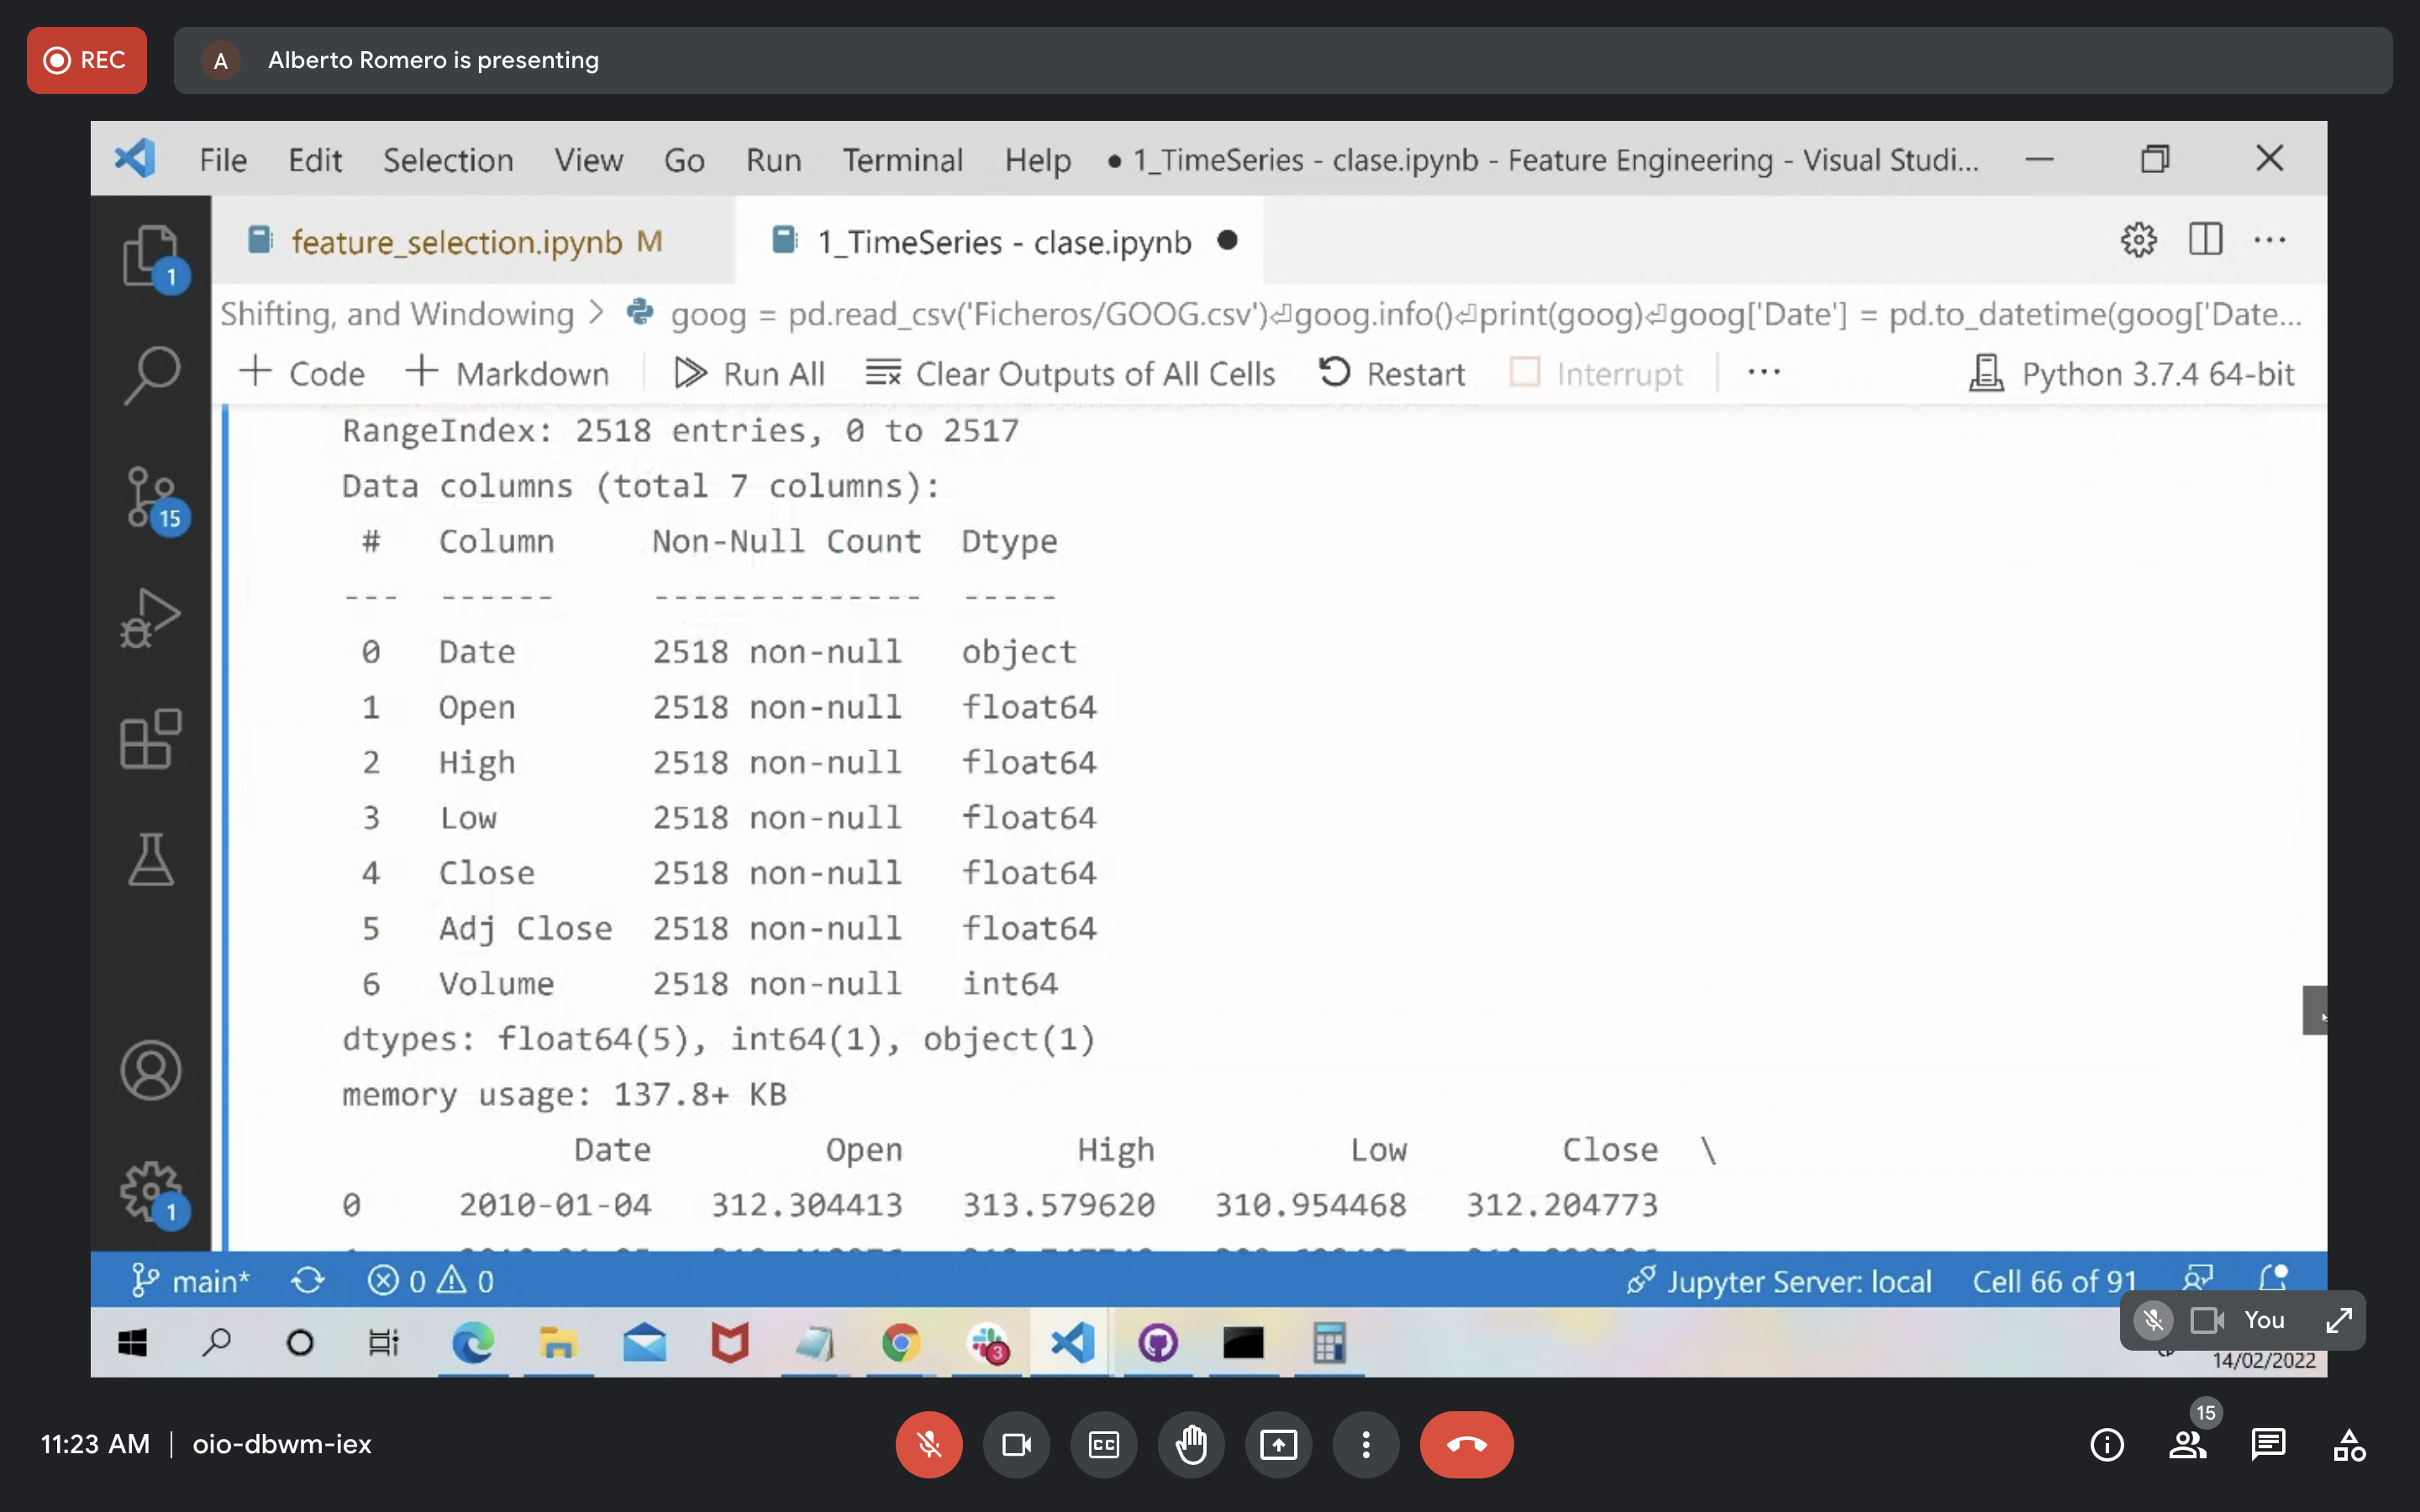 REC
A
Alberto Romero is presenting
File Edit Selection View Go Run Terminal Help ● 1_TimeSeries - clase.ipynb - Feature Engineering - Visual Studi...
feature_selection.ipynb M
1_TimeSeries - clase.ipynb ●
1
Shifting, and Windowing > goog = pd.read_csv('Ficheros/GOOG.csv')⏎goog.info()⏎print(goog)⏎goog['Date'] = pd.to_datetime(goog['Date...
+ Code + Markdown Run All Clear Outputs of All Cells Restart Interrupt ... Python 3.7.4 64-bit
RangeIndex: 2518 entries, 0 to 2517
Data columns (total 7 columns):
# Column Non-Null Count Dtype
--- ------ -------------- -----
0 Date 2518 non-null object
1 Open 2518 non-null float64
2 High 2518 non-null float64
3 Low 2518 non-null float64
4 Close 2518 non-null float64
5 Adj Close 2518 non-null float64
6 Volume 2518 non-null int64
dtypes: float64(5), int64(1), object(1)
memory usage: 137.8+ KB
Date Open High Low Close \
0 2010-01-04 312.304413 313.579620 310.954468 312.204773
15
1
main* 0 0 Jupyter Server: local Cell 66 of 91
You
3
14/02/2022
11:23 AM | oio-dbwm-iex
CC
15